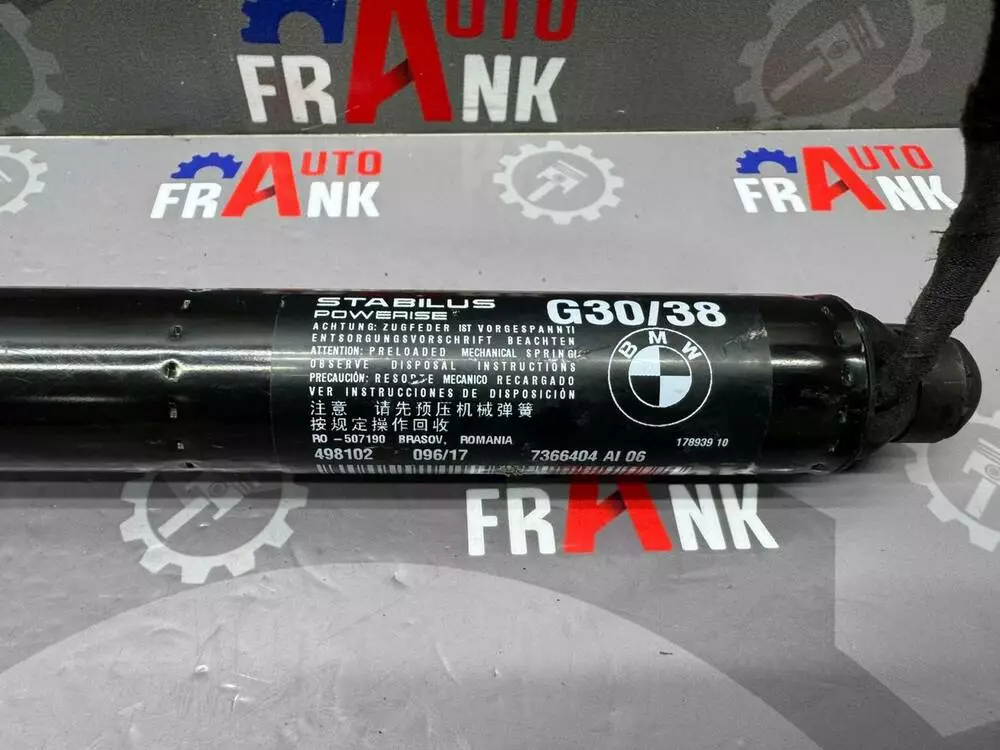 AUTO
FRANK
AUTO
FRANK
AUTO
FRANK
STABILUS
POWERISE
G30/38
ACHTUNG: ZUGFEDER IST VORGESPANNT!
ENTSORGUNGSVORSCHRIFT BEACHTEN
ATTENTION: PRELOADED MECHANICAL SPRING!
OBSERVE DISPOSAL INSTRUCTIONS
PRECAUCIÓN: RESORTE MECANICO RECARGADO
VER INSTRUCCIONES DE DISPOSICIÓN
注意 请先预压机械弹簧
按规定操作回收
BMW
RO - 507190 BRASOV, ROMANIA
178939 10
498102 096/17 7366404 AI 06
FRANK